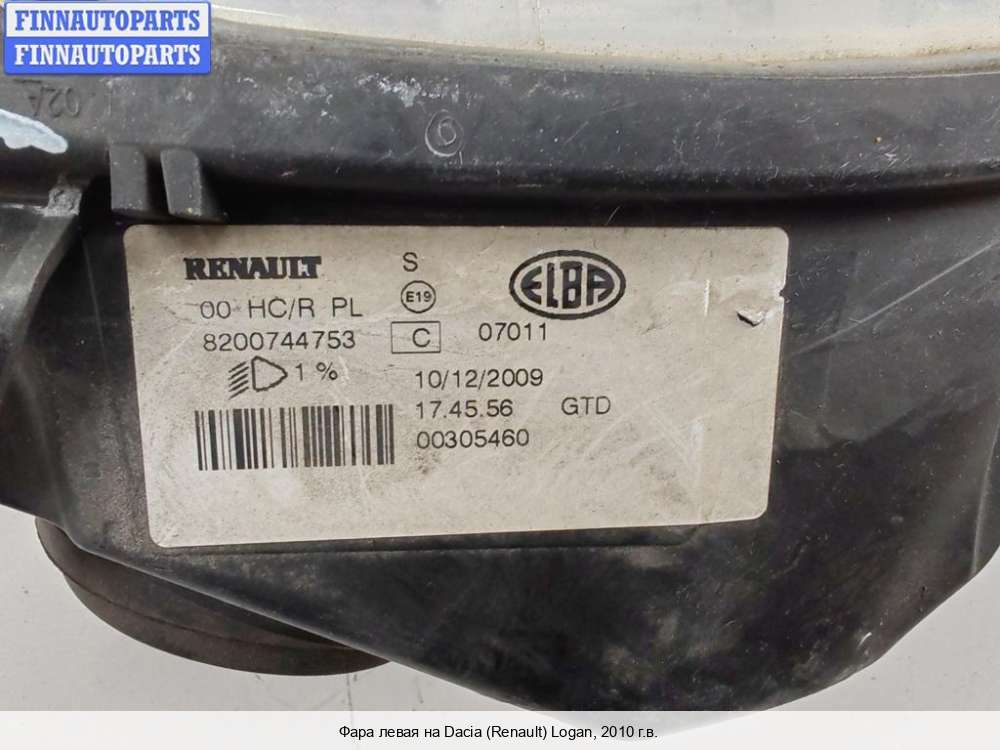 FINNAUTOPARTS
FINNAUTOPARTS
02A
RENAULT S ELBA
00 HC/R PL E19
8200744753 C 07011
1 % 10/12/2009
17.45.56 GTD
00305460
Фара левая на Dacia (Renault) Logan, 2010 г.в.